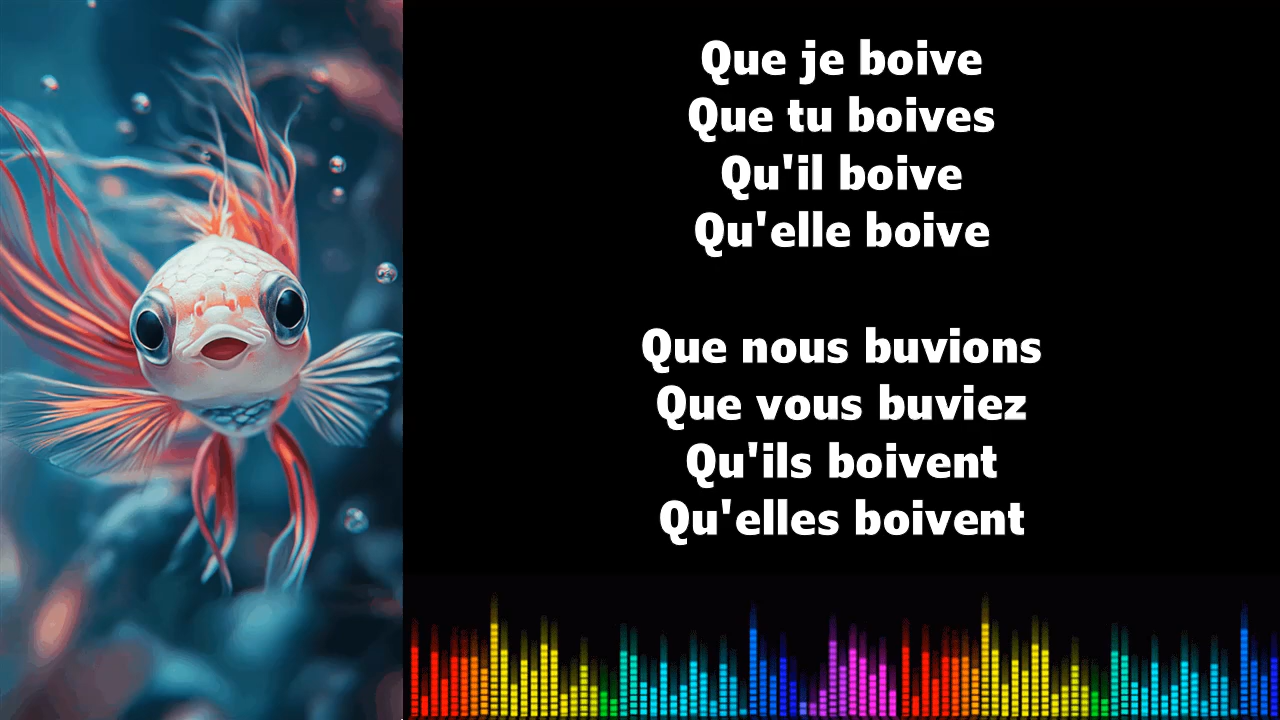 Que je boive
Que tu boives
Qu'il boive
Qu'elle boive
Que nous buvions
Que vous buviez
Qu'ils boivent
Qu'elles boivent